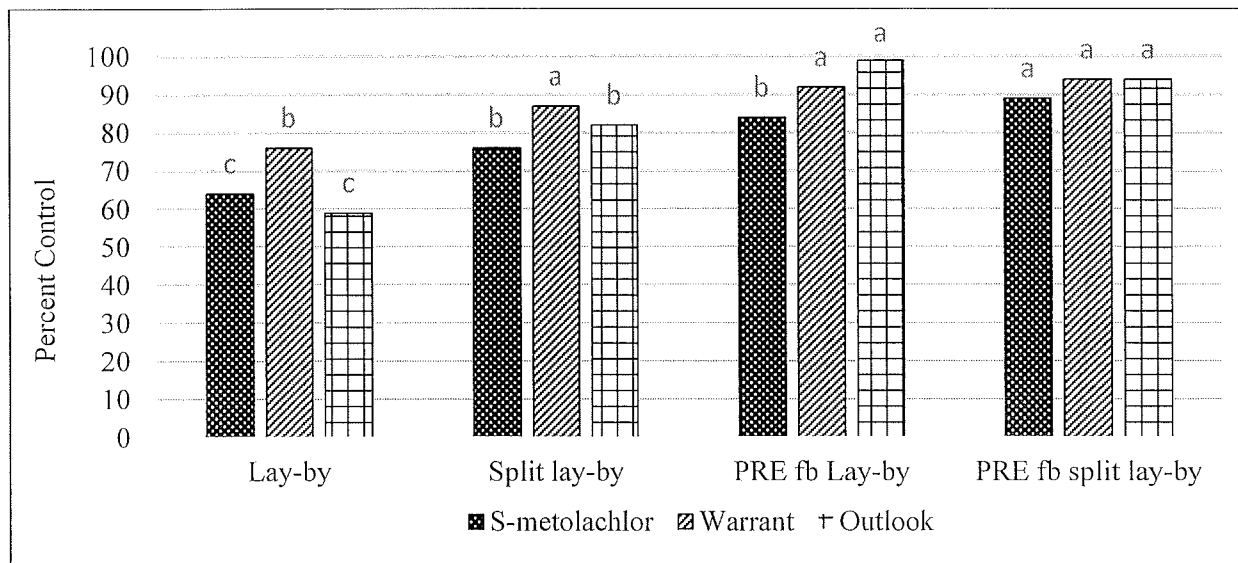 a
a a a
100
a b a
90 b b
b
80
c
70 c
60
50
40
30
20
10
0
Percent Control
Lay-by Split lay-by PRE fb Lay-by PRE fb split lay-by
S-metolachlor Warrant Outlook